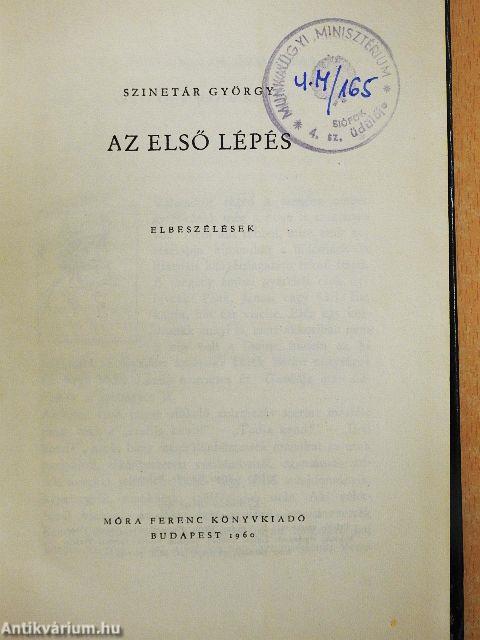 SZINETÁR GYÖRGY
AZ ELSŐ LÉPÉS
ELBESZÉLÉSEK
MUNKAÜGYI MINISZTÉRIUM
4.M/165
SIÓFOK
4. sz. üdülője
MÓRA FERENC KÖNYVKIADÓ
BUDAPEST 1960
Antikvárium.hu